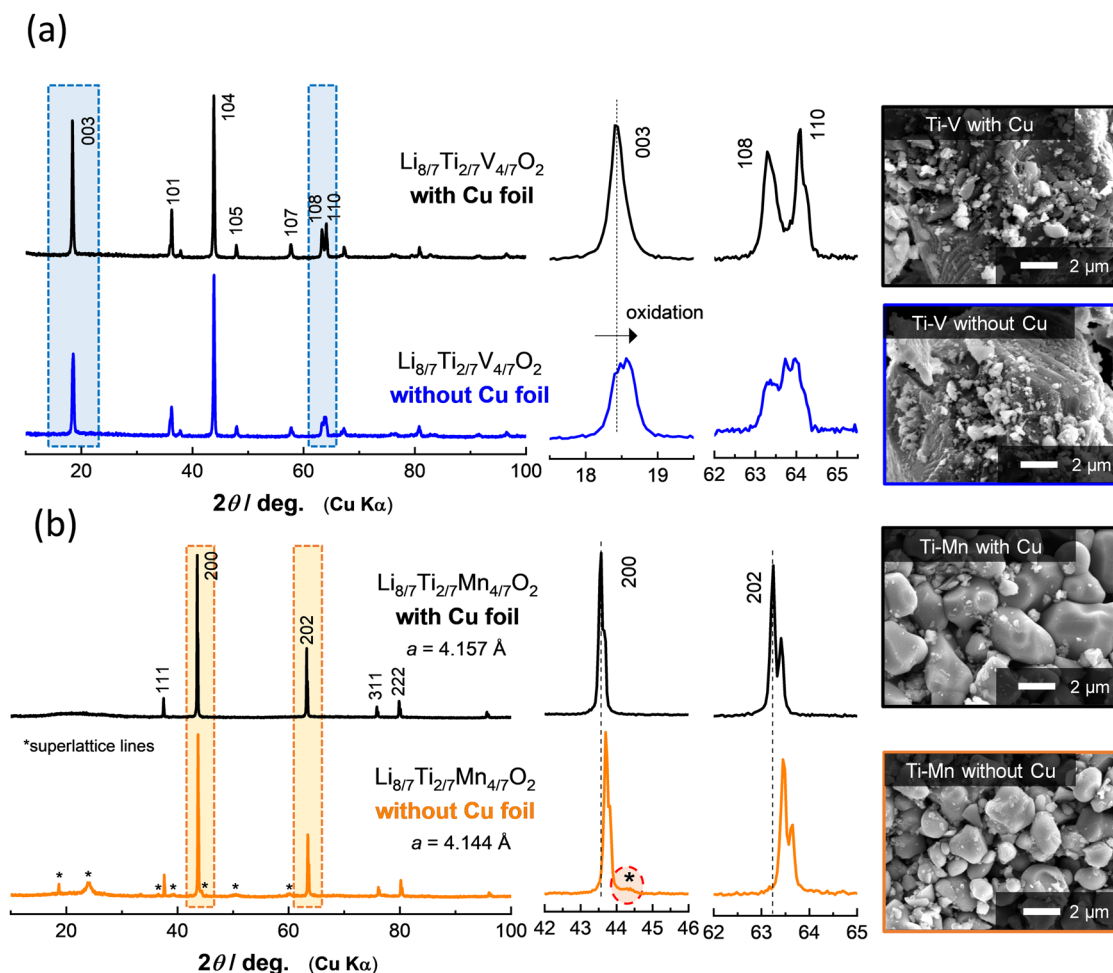 (a)
003
101
104
105
107
108
110
Li8/7Ti2/7V4/7O2
with Cu foil
Li8/7Ti2/7V4/7O2
without Cu foil
20
40
60
80
100
2θ / deg. (Cu Kα)
003
oxidation
18
19
108
110
62
63
64
65
Ti-V with Cu
2 μm
Ti-V without Cu
2 μm
(b)
111
200
202
311
222
Li8/7Ti2/7Mn4/7O2
with Cu foil
a = 4.157 Å
*superlattice lines
Li8/7Ti2/7Mn4/7O2
without Cu foil
a = 4.144 Å
* * * * * * *
20
40
60
80
100
2θ / deg. (Cu Kα)
200
*
42
43
44
45
46
202
62
63
64
65
Ti-Mn with Cu
2 μm
Ti-Mn without Cu
2 μm